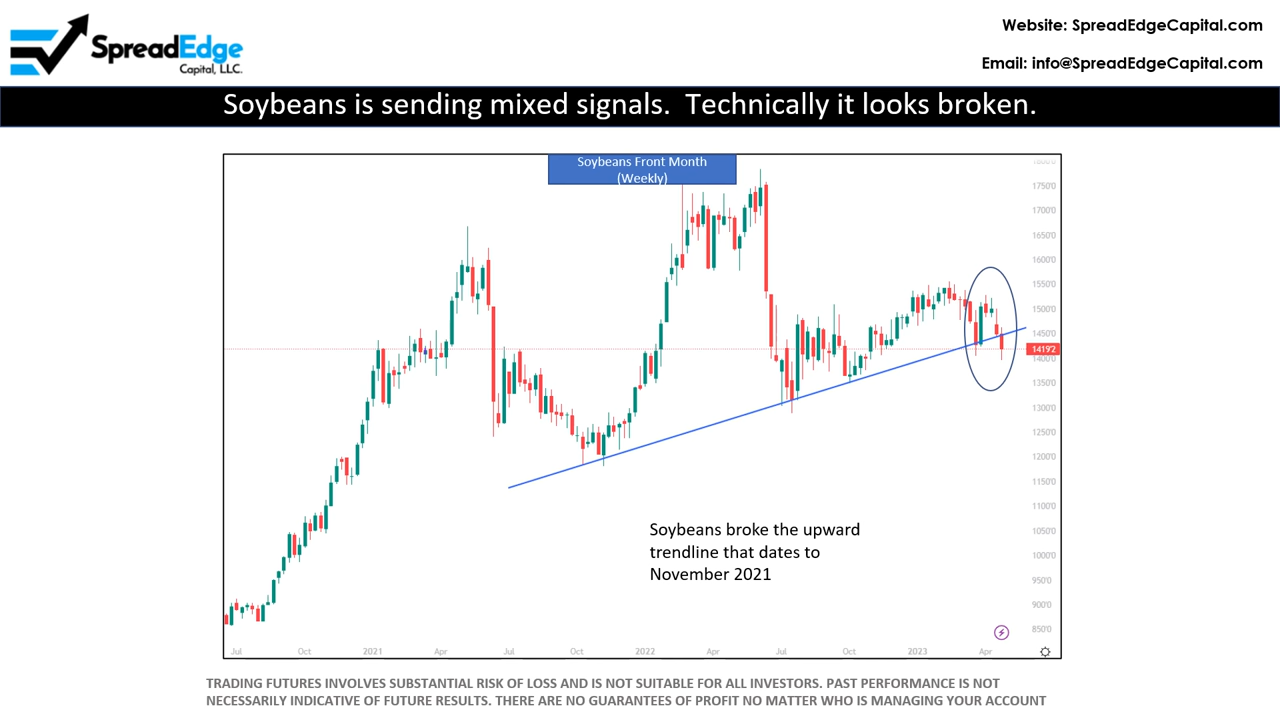 SpreadEdge
Capital, LLC.
Website: SpreadEdgeCapital.com
Email: info@SpreadEdgeCapital.com
Soybeans is sending mixed signals.  Technically it looks broken.
Soybeans Front Month
(Weekly)
1750'0
1700'0
1650'0
1600'0
1550'0
1500'0
1450'0
1419'2
1400'0
1350'0
1300'0
1250'0
1200'0
1150'0
1100'0
1050'0
1000'0
950'0
900'0
850'0
Soybeans broke the upward
trendline that dates to
November 2021
Jul Oct 2021 Apr Jul Oct 2022 Apr Jul Oct 2023 Apr
TRADING FUTURES INVOLVES SUBSTANTIAL RISK OF LOSS AND IS NOT SUITABLE FOR ALL INVESTORS. PAST PERFORMANCE IS NOT
NECESSARILY INDICATIVE OF FUTURE RESULTS. THERE ARE NO GUARANTEES OF PROFIT NO MATTER WHO IS MANAGING YOUR ACCOUNT